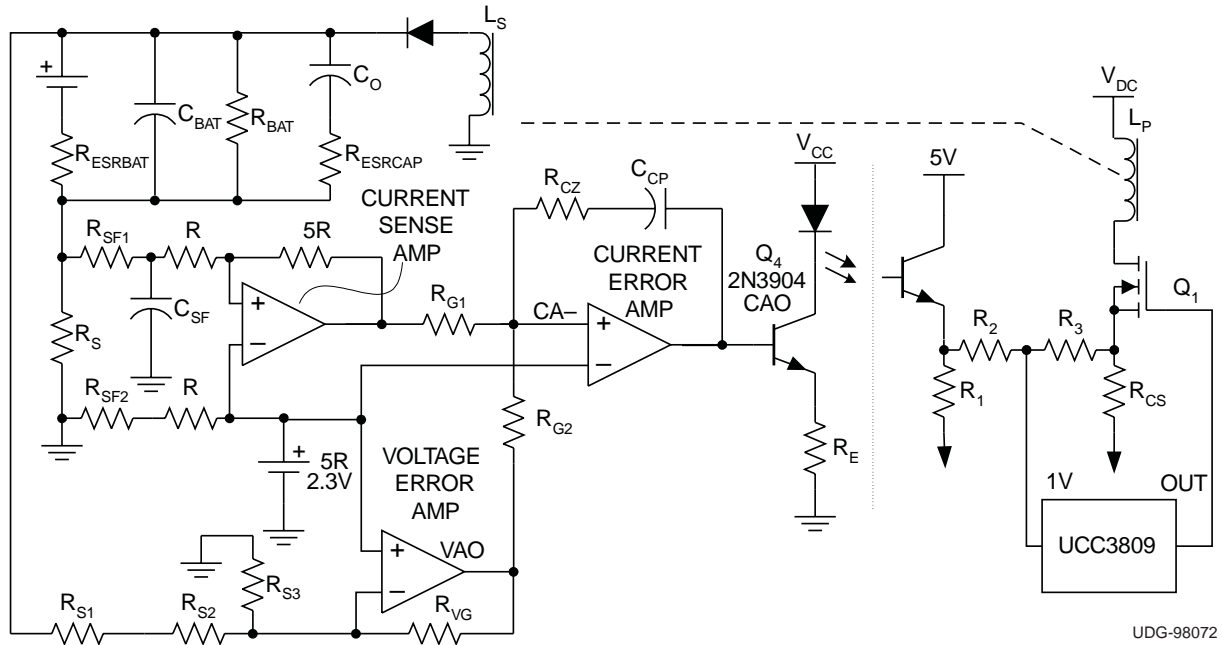 L_S
C_O
V_DC
L_P
C_BAT
R_BAT
R_ESRBAT
R_ESRCAP
V_CC
5V
R_CZ
C_CP
CURRENT
SENSE
AMP
R_SF1
R
5R
CURRENT
ERROR
AMP
Q_4
2N3904
CAO
Q_1
R_G1
CA–
C_SF
R_S
R_2
R_3
R_SF2
R
R_1
R_CS
R_G2
R_E
5R
2.3V
VOLTAGE
ERROR
AMP
1V
OUT
VAO
UCC3809
R_S3
R_S1
R_S2
R_VG
UDG-98072